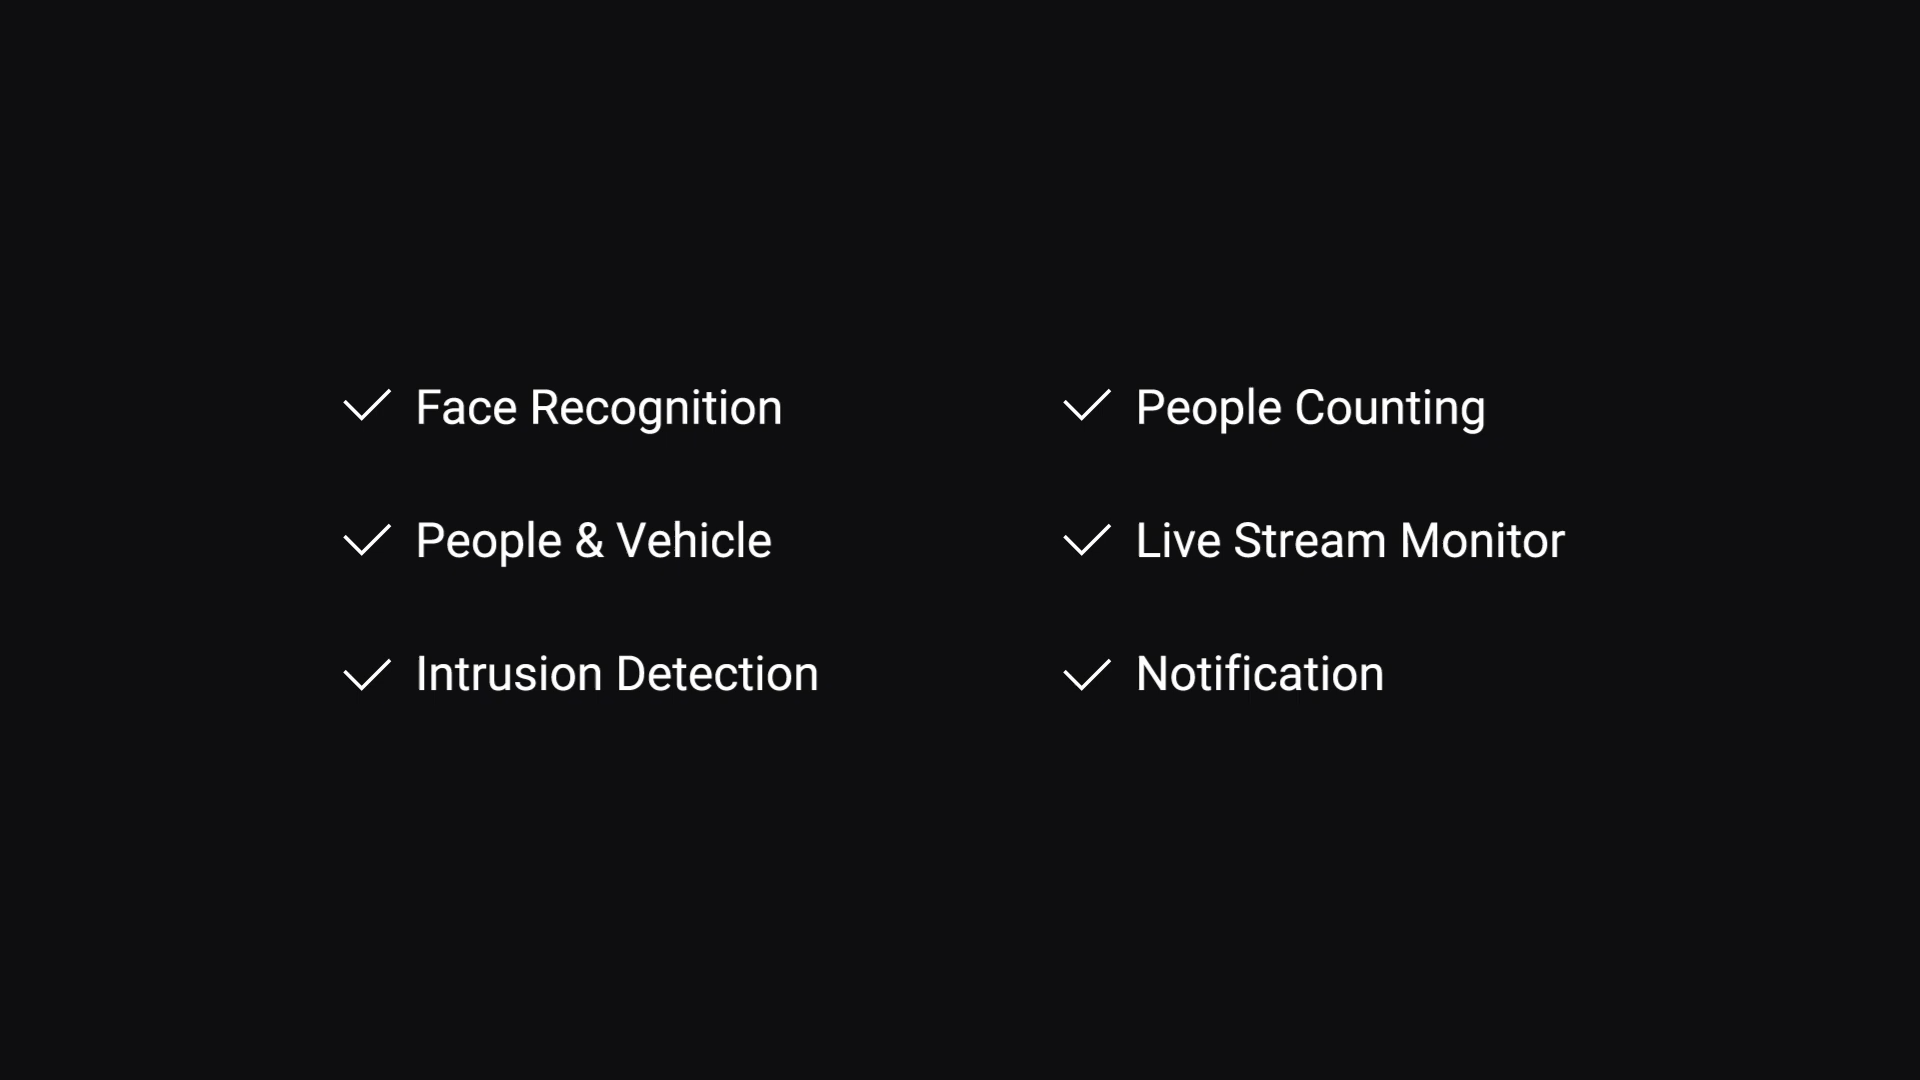 Face Recognition
People & Vehicle
Intrusion Detection
People Counting
Live Stream Monitor
Notification